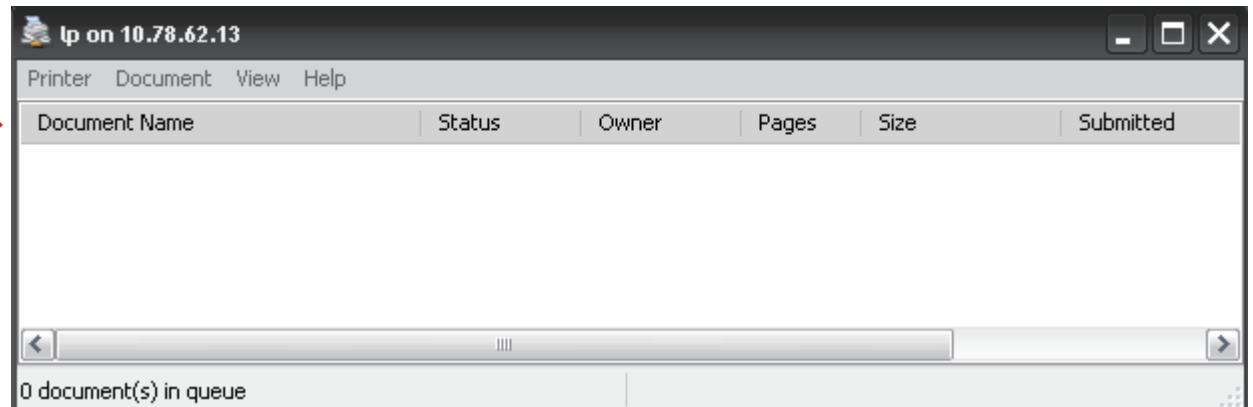 lp on 10.78.62.13
Printer Document View Help
Document Name Status Owner Pages Size Submitted
0 document(s) in queue